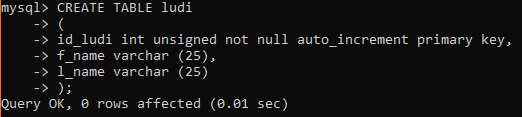 mysql> CREATE TABLE ludi
    -> (
    -> id_ludi int unsigned not null auto_increment primary key,
    -> f_name varchar (25),
    -> l_name varchar (25)
    -> );
Query OK, 0 rows affected (0.01 sec)